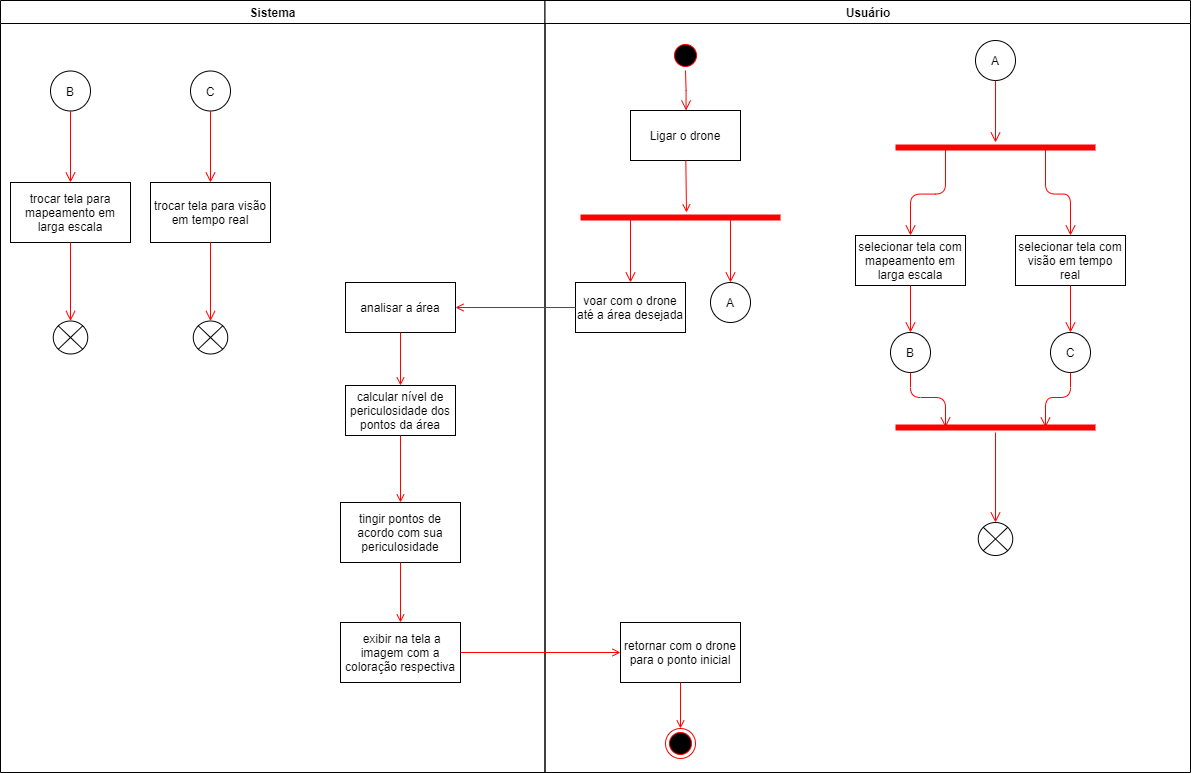 Sistema
Usuário
A
B
C
Ligar o drone
trocar tela para
mapeamento em
larga escala
trocar tela para visão
em tempo real
selecionar tela com
mapeamento em
larga escala
selecionar tela com
visão em tempo
real
analisar a área
voar com o drone
até a área desejada
A
B
C
calcular nível de
periculosidade dos
pontos da área
tingir pontos de
acordo com sua
periculosidade
exibir na tela a
imagem com a
coloração respectiva
retornar com o drone
para o ponto inicial